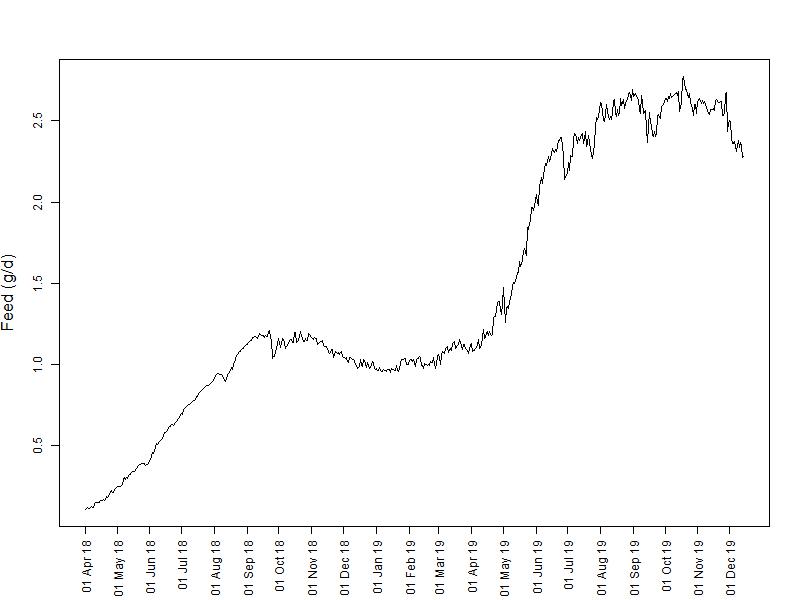 Feed (g/d)
2.5
2.0
1.5
1.0
0.5
01 Apr 18
01 May 18
01 Jun 18
01 Jul 18
01 Aug 18
01 Sep 18
01 Oct 18
01 Nov 18
01 Dec 18
01 Jan 19
01 Feb 19
01 Mar 19
01 Apr 19
01 May 19
01 Jun 19
01 Jul 19
01 Aug 19
01 Sep 19
01 Oct 19
01 Nov 19
01 Dec 19